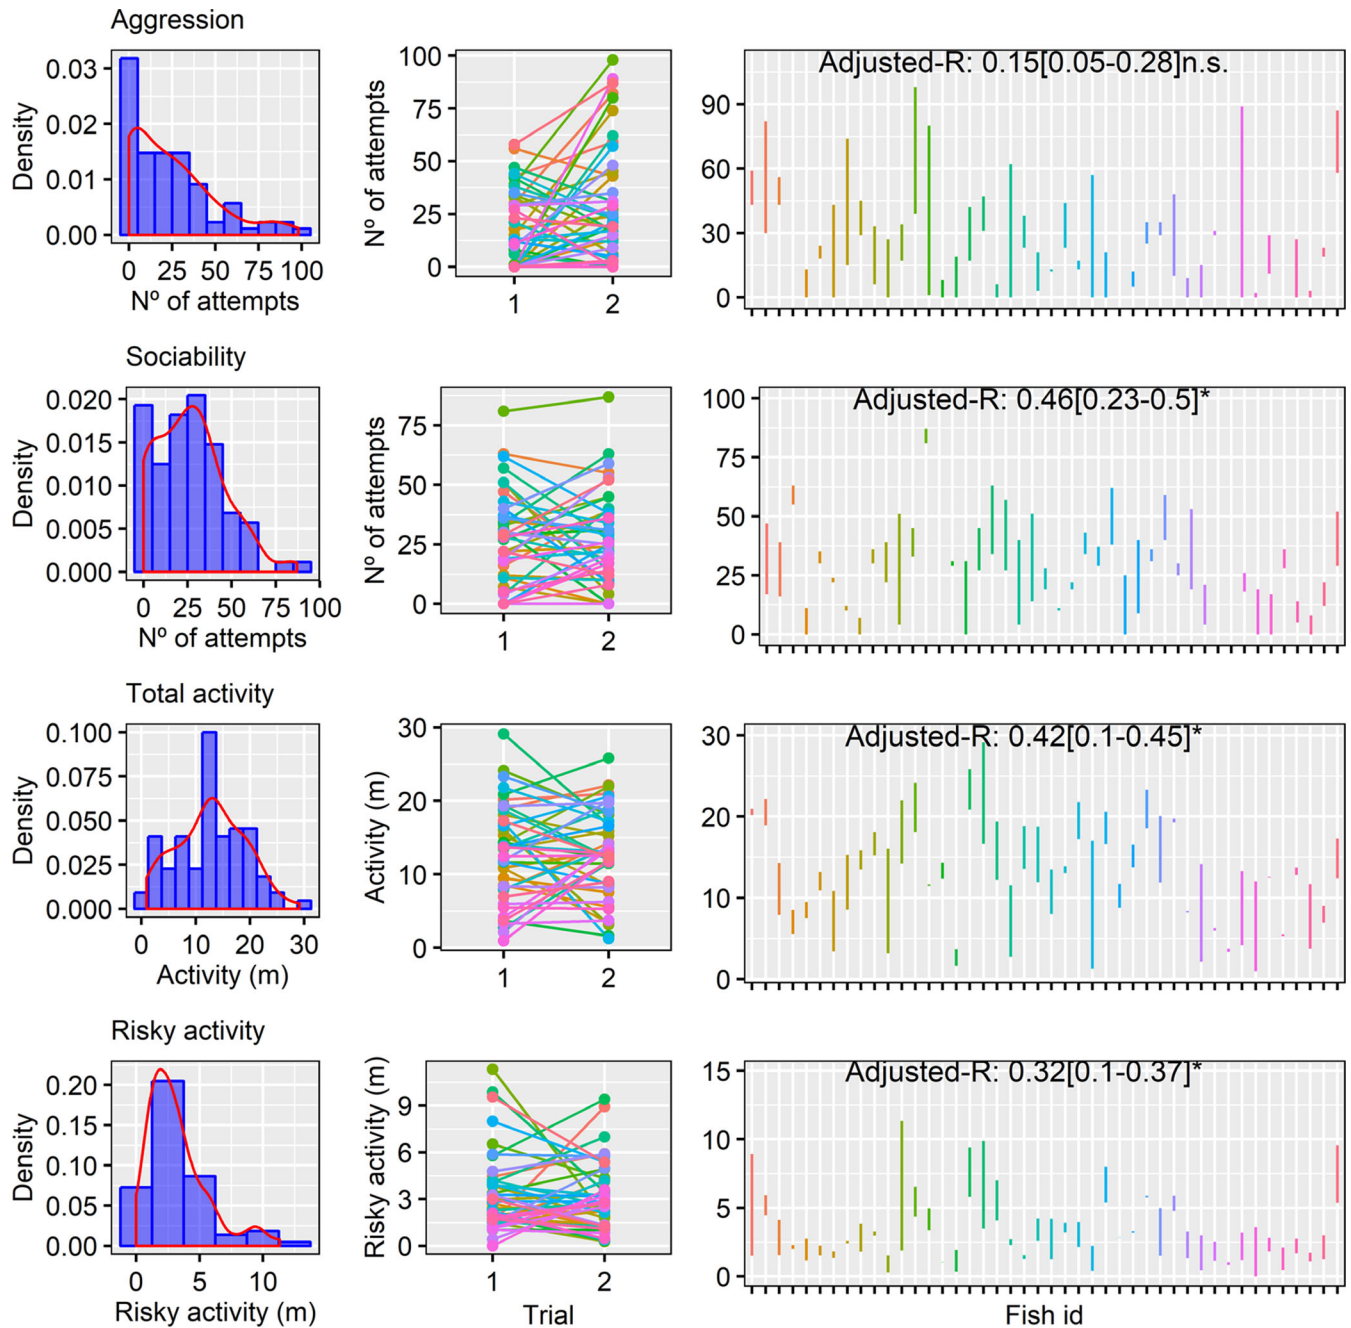 Aggression
Density
0.03
0.02
0.01
0.00
0 25 50 75 100
Nº of attempts
Nº of attempts
100
75
50
25
0
1 2
Adjusted-R: 0.15[0.05-0.28]n.s.
90
60
30
0
Sociability
Density
0.020
0.015
0.010
0.005
0.000
0 25 50 75 100
Nº of attempts
Nº of attempts
75
50
25
0
1 2
Adjusted-R: 0.46[0.23-0.5]*
100
75
50
25
0
Total activity
Density
0.100
0.075
0.050
0.025
0.000
0 10 20 30
Activity (m)
Activity (m)
30
20
10
0
1 2
Adjusted-R: 0.42[0.1-0.45]*
30
20
10
0
Risky activity
Density
0.20
0.15
0.10
0.05
0.00
0 5 10
Risky activity (m)
Risky activity (m)
9
6
3
0
1 2
Trial
Adjusted-R: 0.32[0.1-0.37]*
15
10
5
0
Fish id